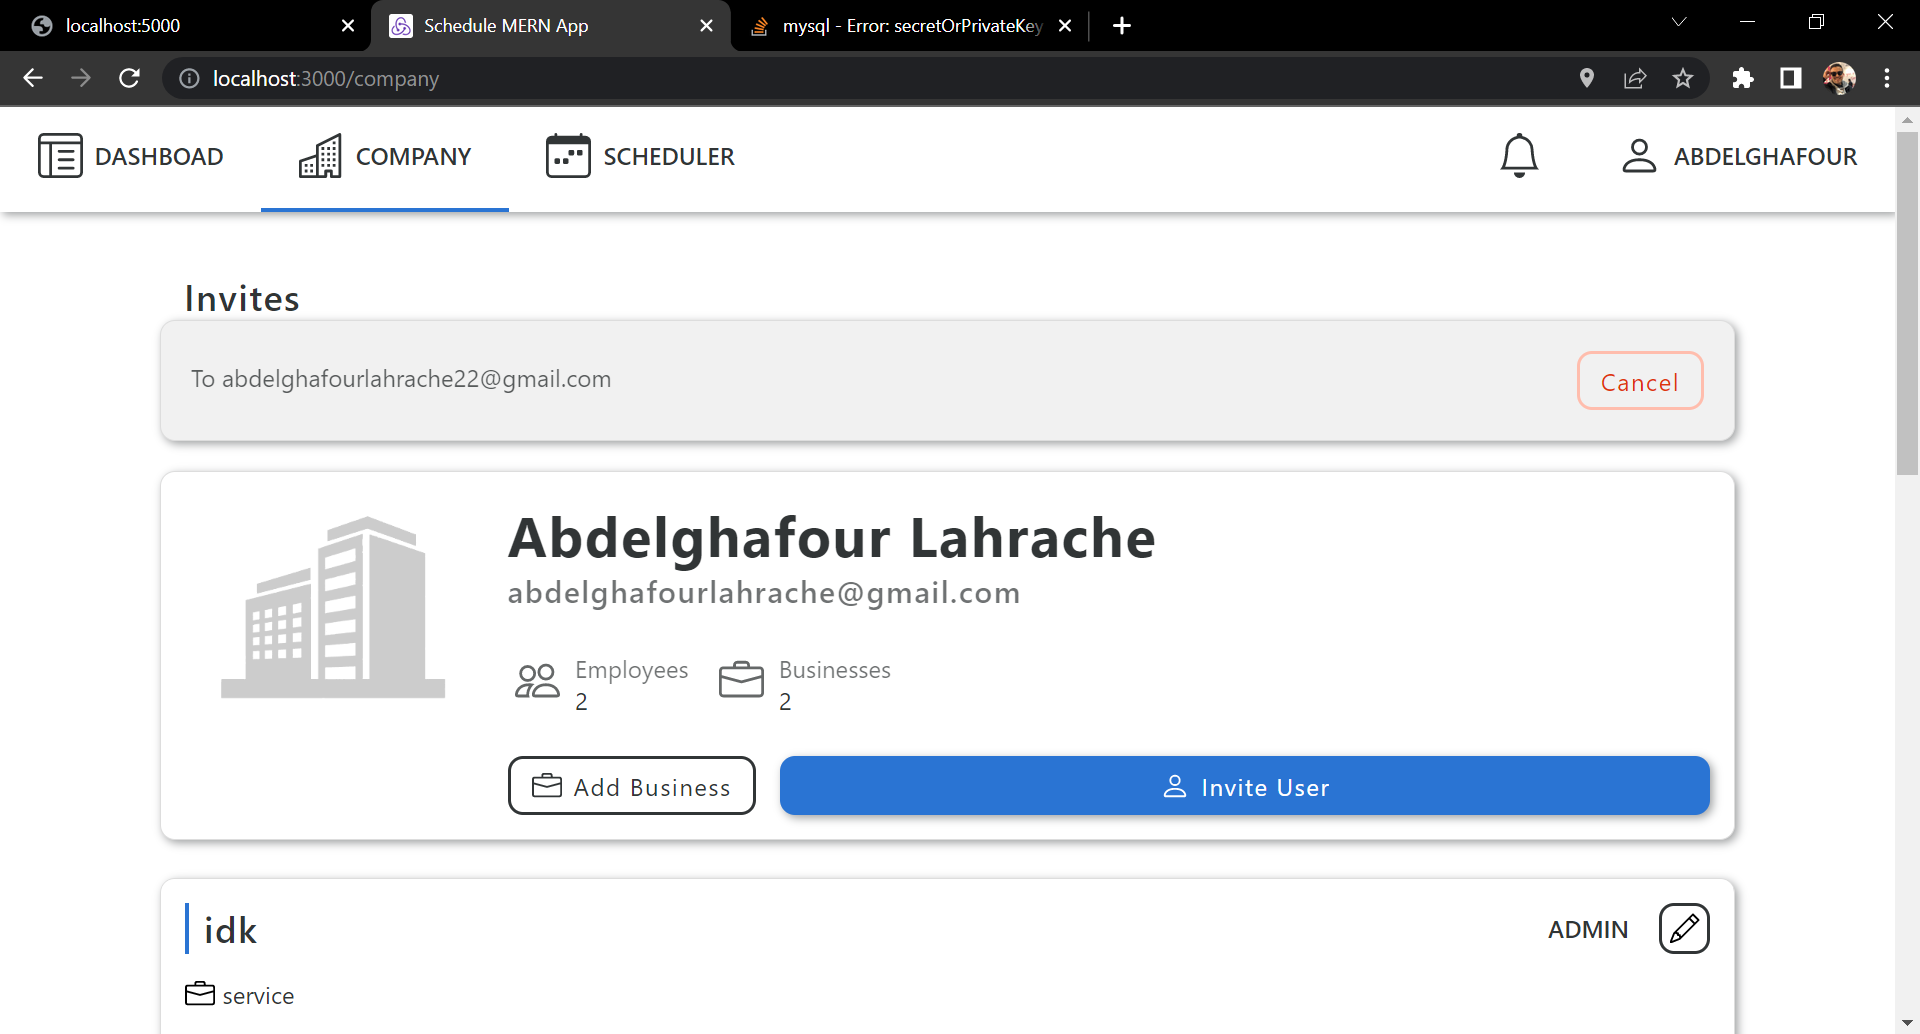 localhost:5000
Schedule MERN App
mysql - Error: secretOrPrivateKey
localhost:3000/company
DASHBOAD
COMPANY
SCHEDULER
ABDELGHAFOUR
Invites
To abdelghafourlahrache22@gmail.com
Cancel
Abdelghafour Lahrache
abdelghafourlahrache@gmail.com
Employees
2
Businesses
2
Add Business
Invite User
idk
ADMIN
service